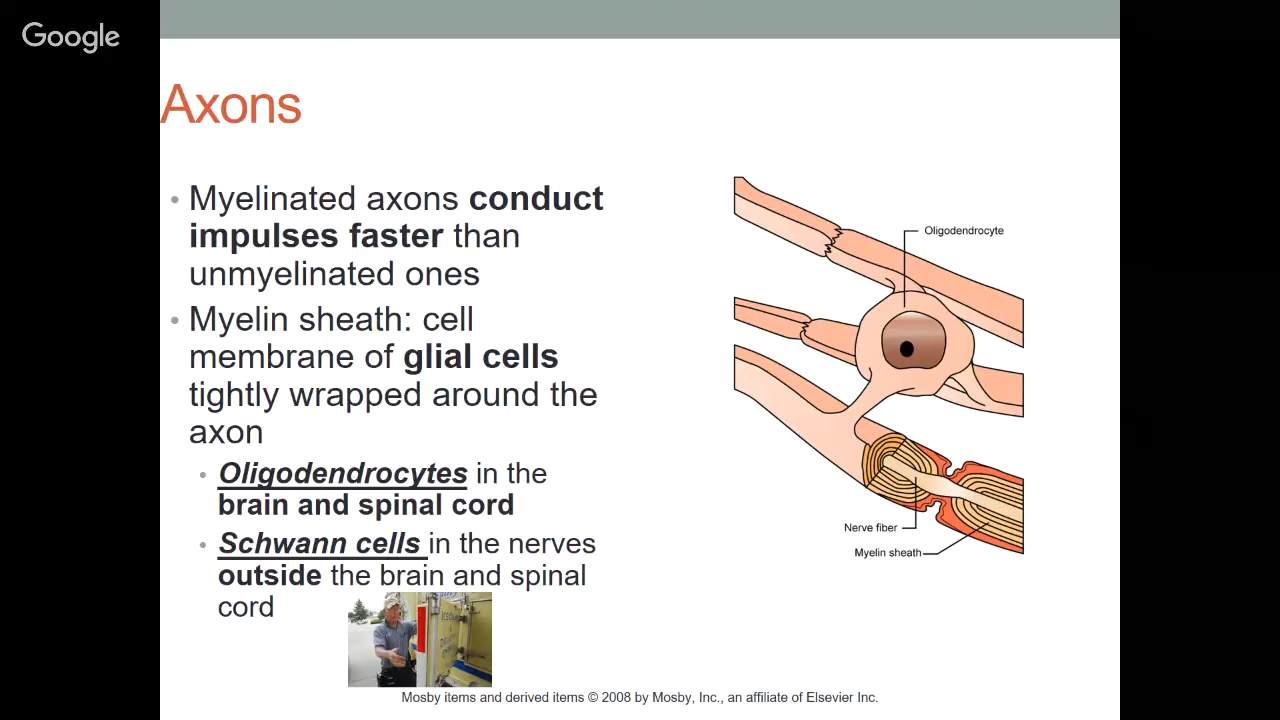 Google
Axons
• Myelinated axons conduct
impulses faster than
unmyelinated ones
• Myelin sheath: cell
membrane of glial cells
tightly wrapped around the
axon
• Oligodendrocytes in the
brain and spinal cord
• Schwann cells in the nerves
outside the brain and spinal
cord
Oligodendrocyte
Nerve fiber
Myelin sheath
Mosby items and derived items © 2008 by Mosby, Inc., an affiliate of Elsevier Inc.